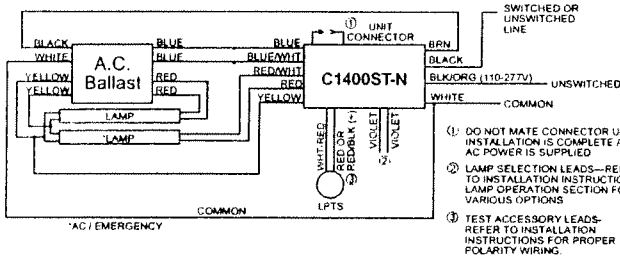 ① UNIT
CONNECTOR
SWITCHED OR
UNSWITCHED
LINE
BLACK
WHITE
YELLOW
YELLOW
A.C.
Ballast
BLUE
BLUE
RED
RED
BLUE
BLUE/WHT
RED/WHT
RED
YELLOW
C1400ST-N
BRN
BLACK
BLK/ORG (110-277V)
WHITE
UNSWITCHED
COMMON
LAMP
*LAMP
WHT-RED
RED OR
RED/BLK (+)
VIOLET
VIOLET
②
③
LPTS
COMMON
*AC / EMERGENCY
① DO NOT MATE CONNECTOR
INSTALLATION IS COMPLETE
AC POWER IS SUPPLIED
② LAMP SELECTION LEADS—
TO INSTALLATION
LAMP OPERATION SECTION
VARIOUS OPTIONS
③ TEST ACCESSORY LEADS-
REFER TO INSTALLATION
INSTRUCTIONS FOR PROPER
POLARITY WIRING.